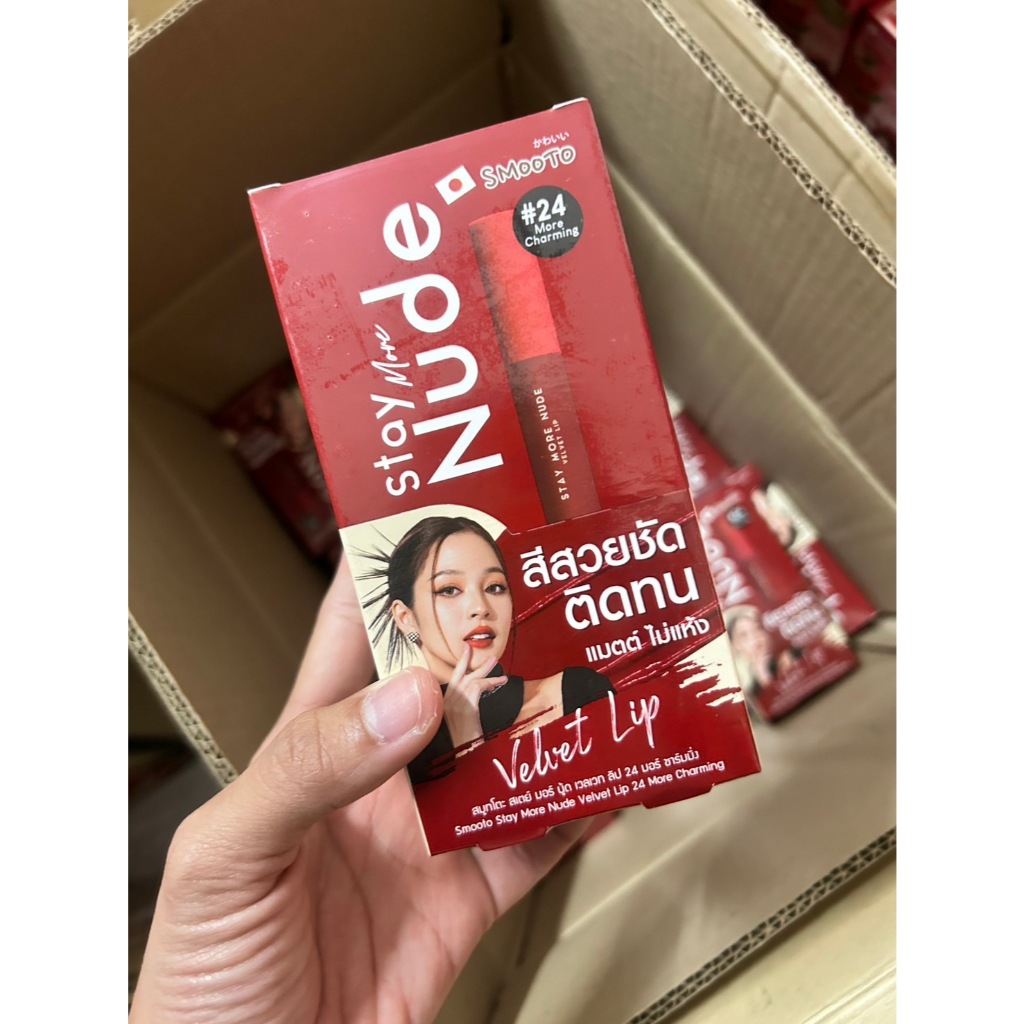 かわいい
SMOOTO
#24
More
Charming
stay More
Nude
STAY MORE NUDE
VELVET LIP
สีสวยชัด
ติดทน
แมตต์ ไม่แห้ง
Velvet Lip
สมูทโตะ สเตย์ มอร์ นู้ด เวลเวท ลิป 24 มอร์ ชาร์มมิ่ง
Smooto Stay More Nude Velvet Lip 24 More Charming